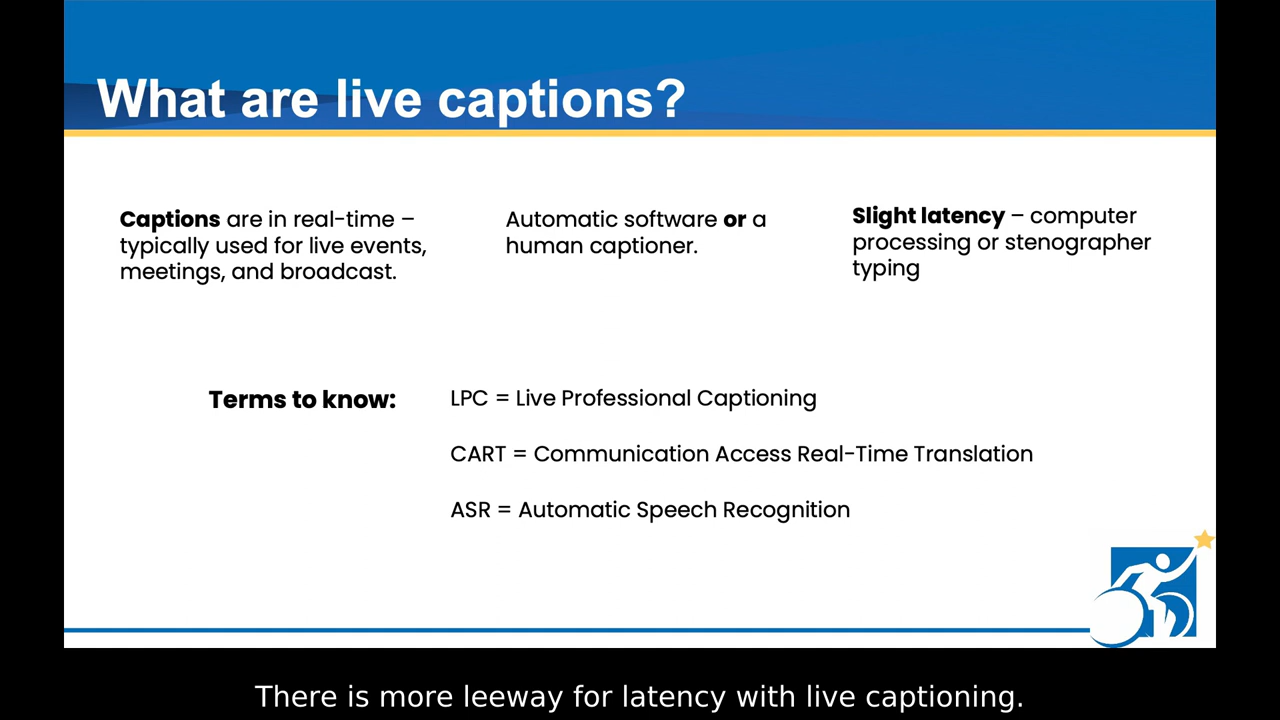 What are live captions?
Captions are in real-time –
typically used for live events,
meetings, and broadcast.
Automatic software or a
human captioner.
Slight latency – computer
processing or stenographer
typing
Terms to know:
LPC = Live Professional Captioning
CART = Communication Access Real-Time Translation
ASR = Automatic Speech Recognition
There is more leeway for latency with live captioning.